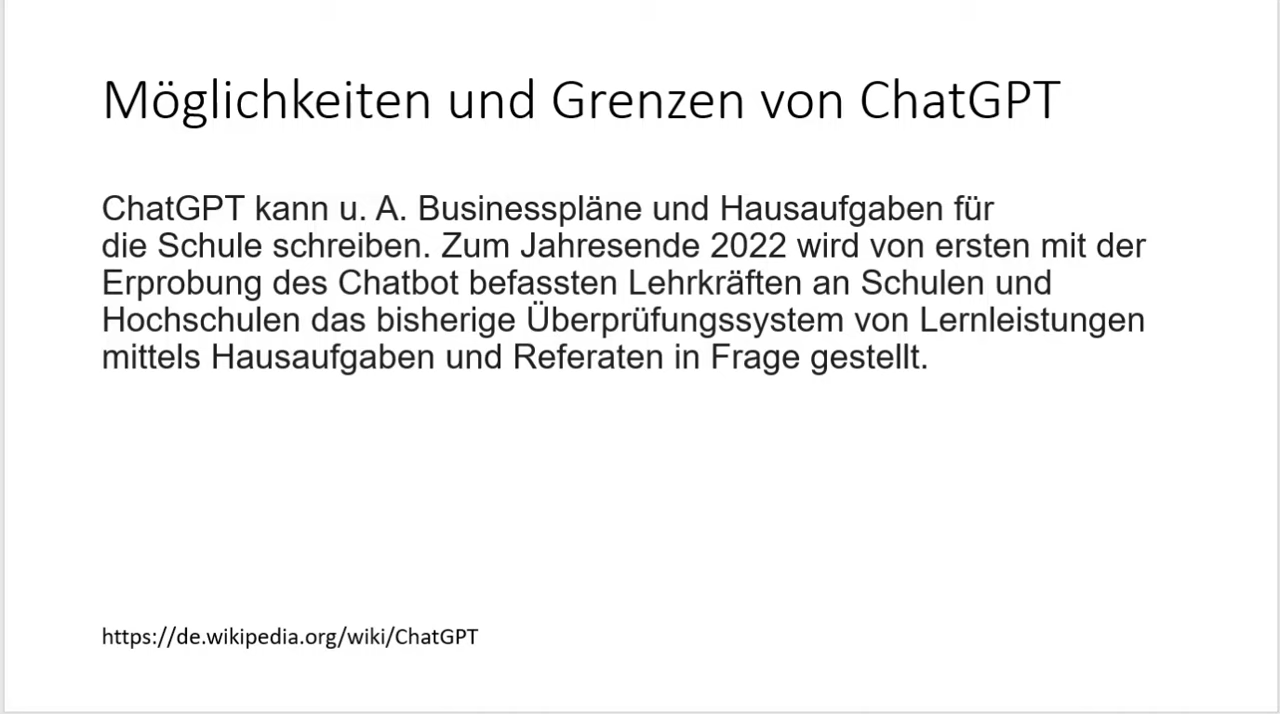 Möglichkeiten und Grenzen von ChatGPT
ChatGPT kann u. A. Businesspläne und Hausaufgaben für
die Schule schreiben. Zum Jahresende 2022 wird von ersten mit der
Erprobung des Chatbot befassten Lehrkräften an Schulen und
Hochschulen das bisherige Überprüfungssystem von Lernleistungen
mittels Hausaufgaben und Referaten in Frage gestellt.
https://de.wikipedia.org/wiki/ChatGPT